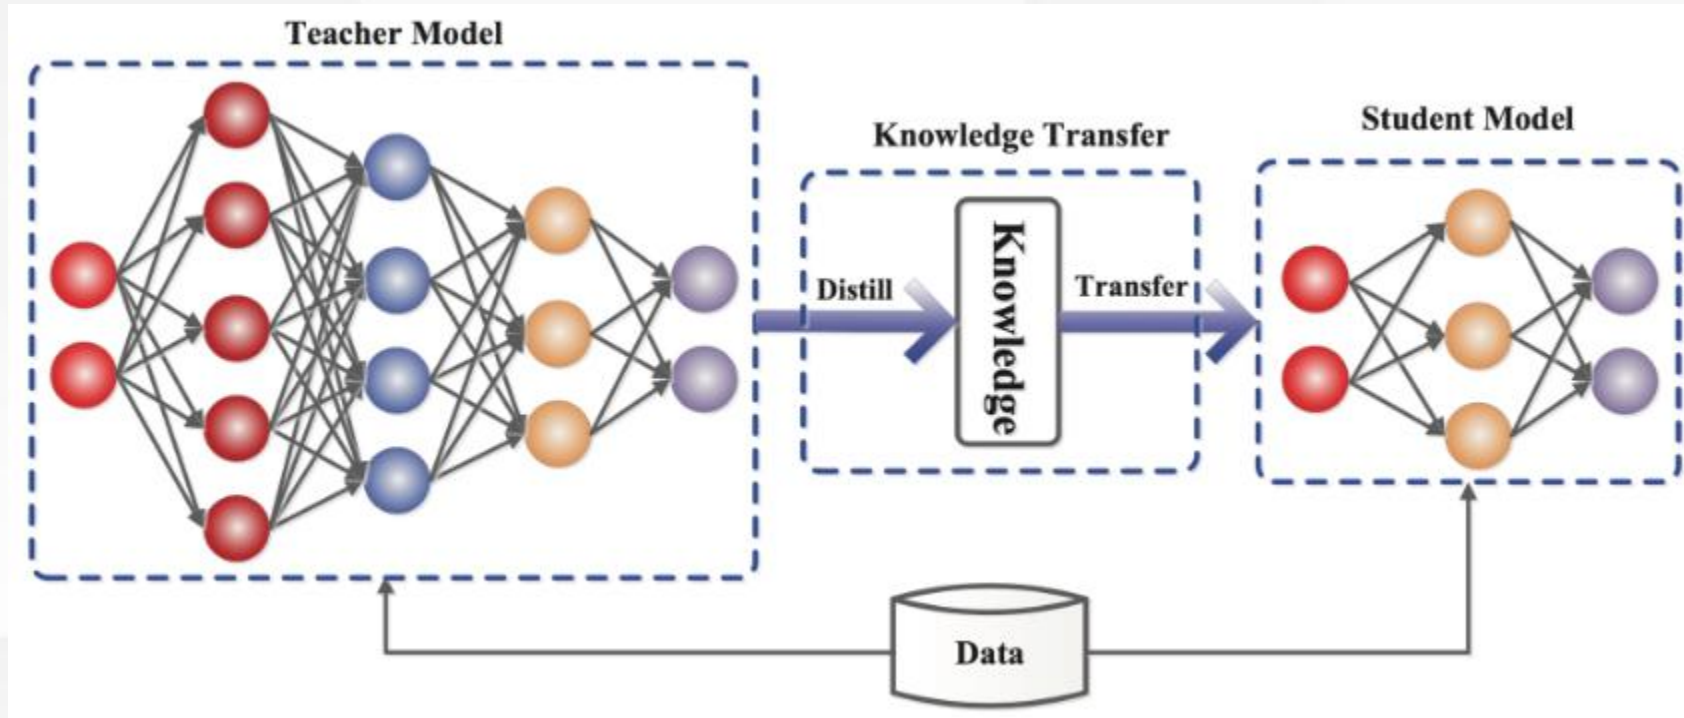 Teacher Model
Knowledge Transfer
Student Model
Distill
Knowledge
Transfer
Data